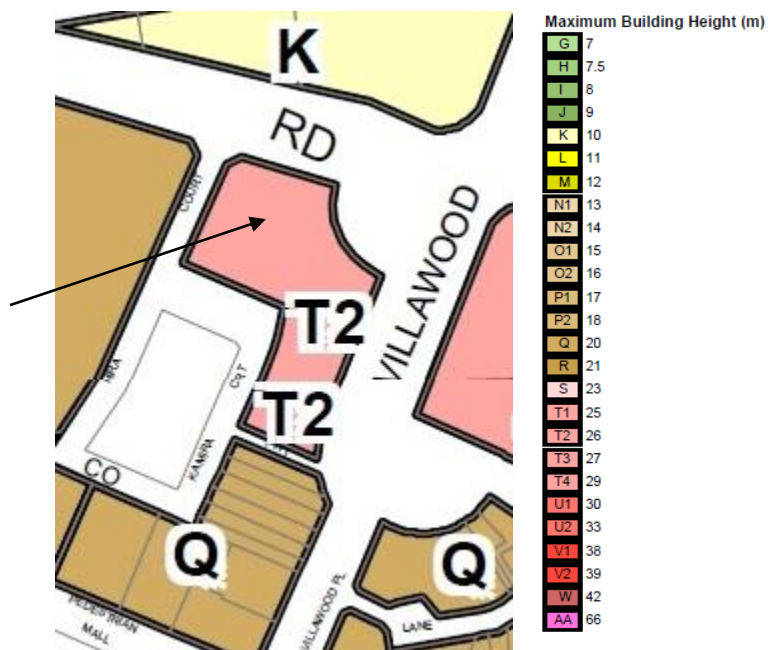 K
RD
COURT
VILLAWOOD
T2
MIRA
CRT
T2
KAMIRA
CO
Q
Q
PEDESTRIAN
MALL
VILLAWOOD PL
LANE
Maximum Building Height (m)
G 7
H 7.5
I 8
J 9
K 10
L 11
M 12
N1 13
N2 14
O1 15
O2 16
P1 17
P2 18
Q 20
R 21
S 23
T1 25
T2 26
T3 27
T4 29
U1 30
U2 33
V1 38
V2 39
W 42
AA 66